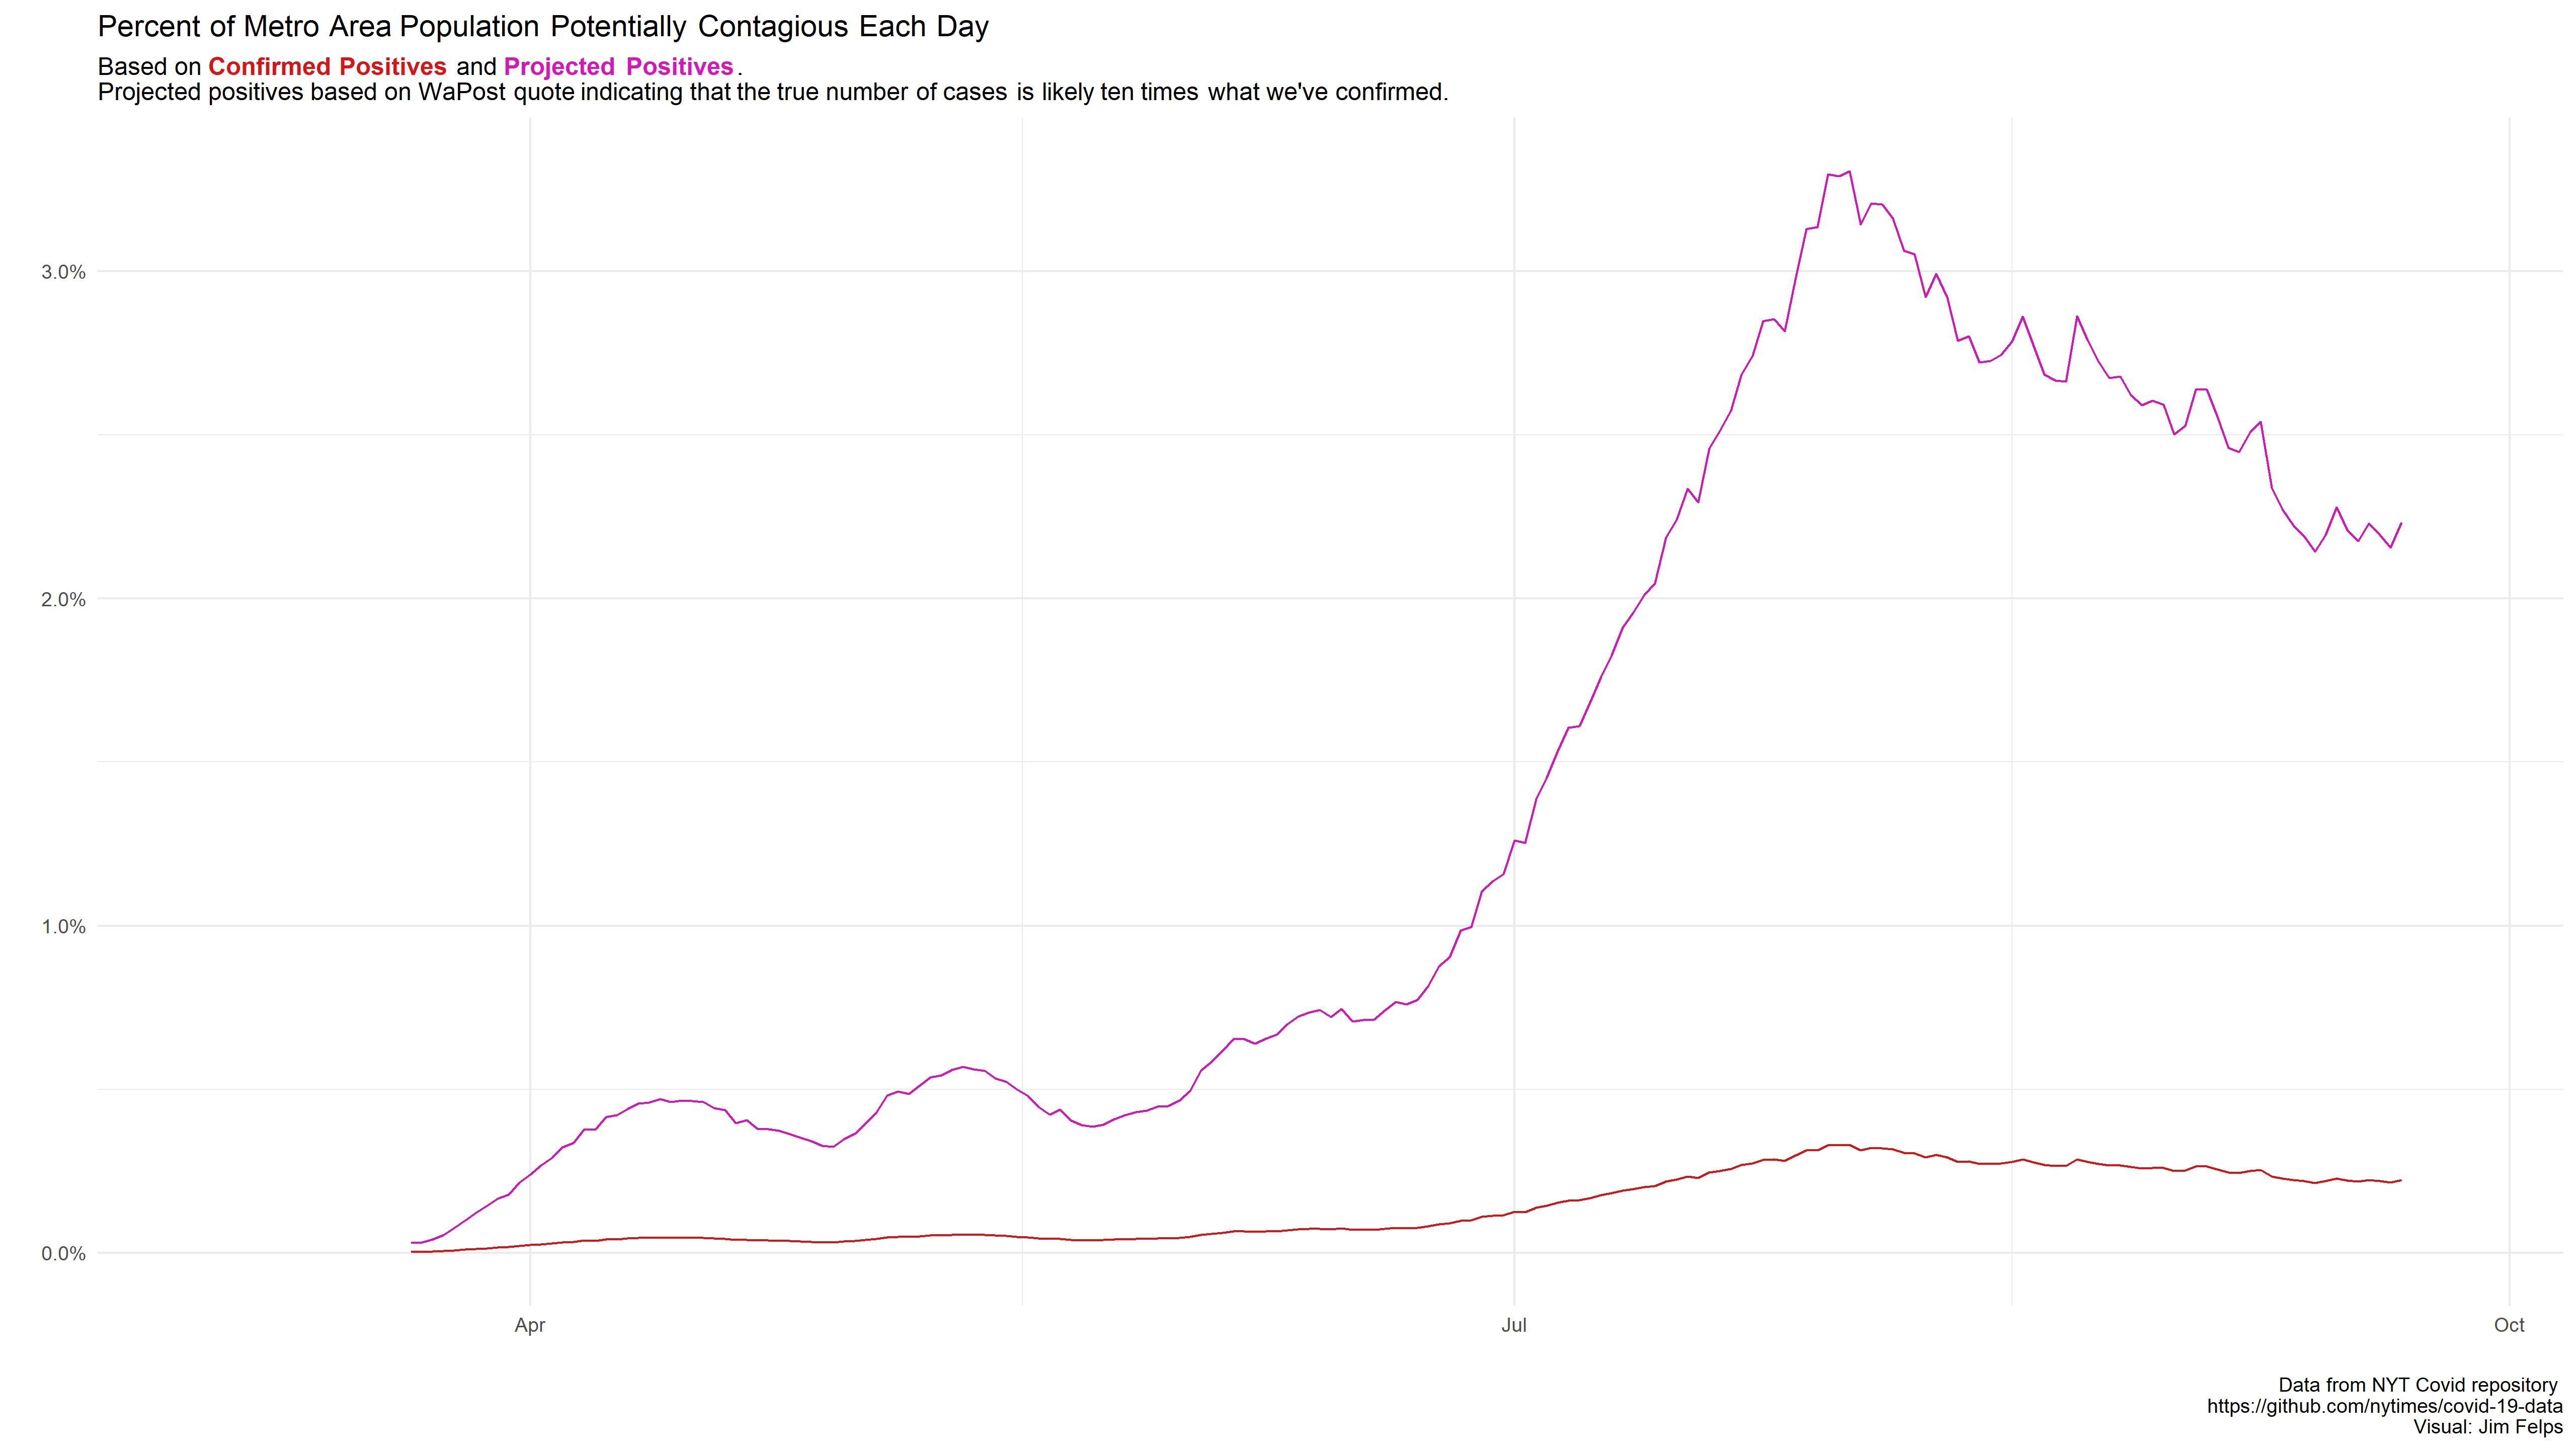 Percent of Metro Area Population Potentially Contagious Each Day
Based on Confirmed Positives and Projected Positives.
Projected positives based on WaPost quote indicating that the true number of cases is likely ten times what we've confirmed.
3.0%
2.0%
1.0%
0.0%
Apr
Jul
Oct
Data from NYT Covid repository
https://github.com/nytimes/covid-19-data
Visual: Jim Felps